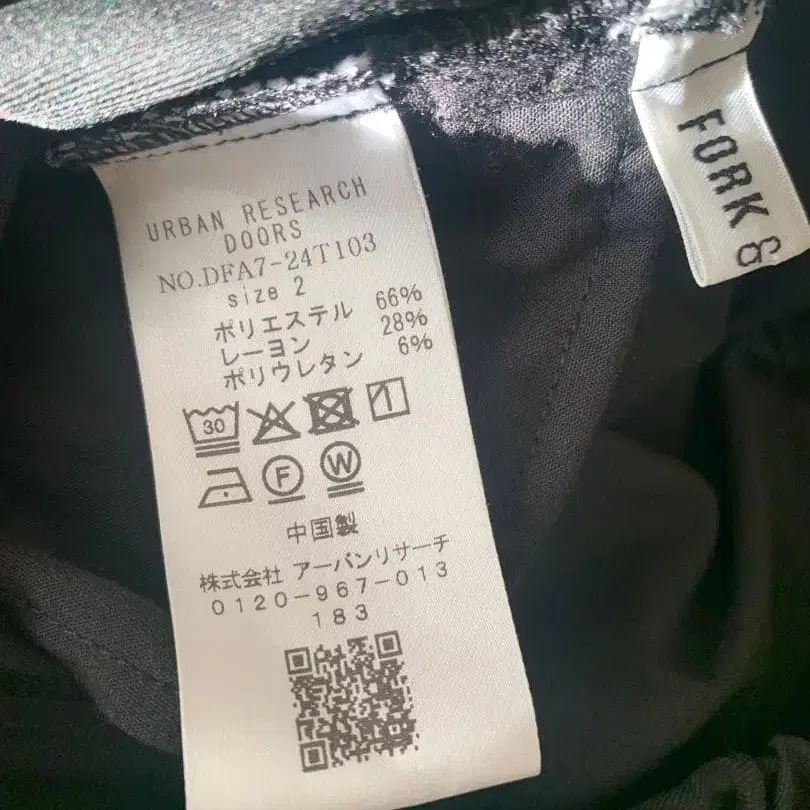 URBAN RESEARCH
DOORS
NO.DFA7-24T103
size 2
ポリエステル 66%
レーヨン 28%
ポリウレタン 6%
30
F W
中国製
株式会社 アーバンリサーチ
0120-967-013
183
FORK &